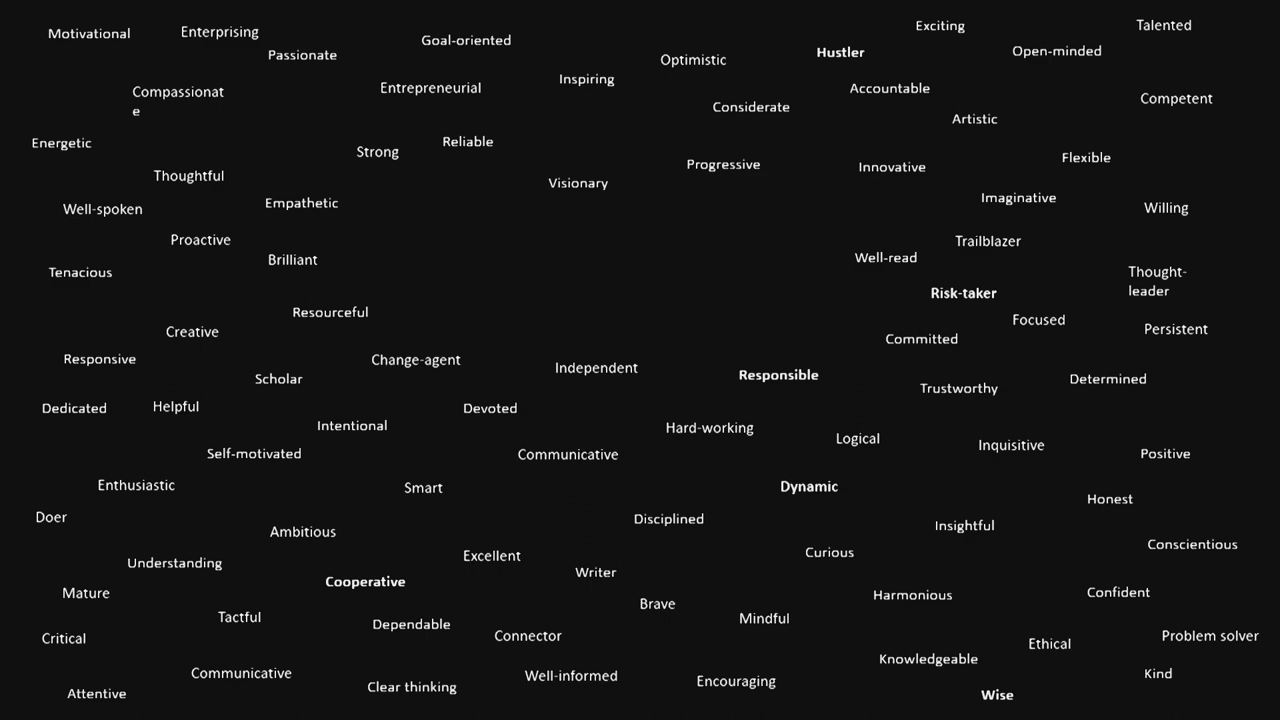 Motivational
Enterprising
Passionate
Goal-oriented
Optimistic
Hustler
Exciting
Open-minded
Talented
Compassionat
e
Entrepreneurial
Inspiring
Considerate
Accountable
Artistic
Competent
Energetic
Strong
Reliable
Thoughtful
Visionary
Progressive
Innovative
Flexible
Well-spoken
Empathetic
Imaginative
Willing
Proactive
Brilliant
Tenacious
Well-read
Trailblazer
Thought-
leader
Risk-taker
Resourceful
Creative
Focused
Committed
Persistent
Responsive
Change-agent
Independent
Responsible
Scholar
Trustworthy
Determined
Dedicated
Helpful
Devoted
Intentional
Hard-working
Logical
Inquisitive
Self-motivated
Communicative
Positive
Enthusiastic
Smart
Dynamic
Honest
Doer
Ambitious
Disciplined
Insightful
Understanding
Excellent
Curious
Conscientious
Cooperative
Writer
Mature
Brave
Harmonious
Confident
Tactful
Dependable
Mindful
Critical
Connector
Ethical
Problem solver
Communicative
Clear thinking
Well-informed
Encouraging
Knowledgeable
Kind
Attentive
Wise